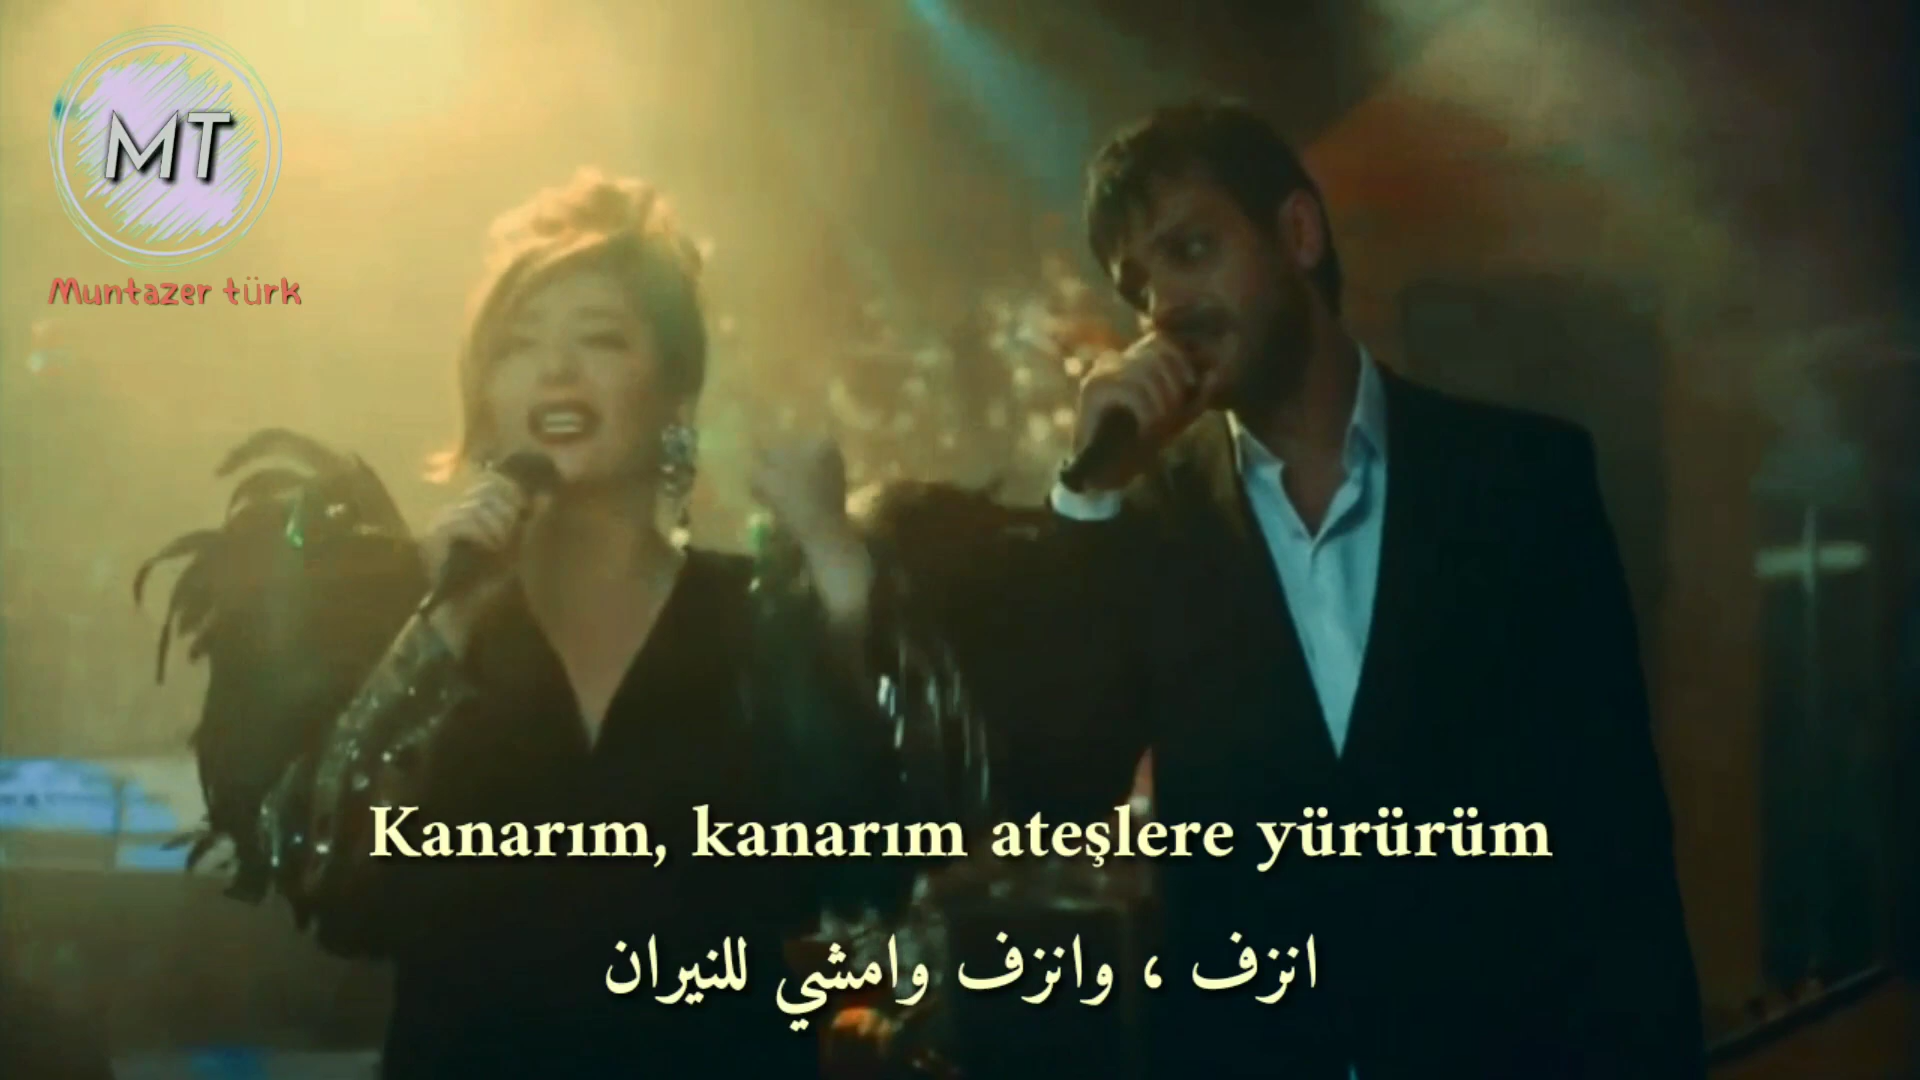 MT
Muntazer türk
Kanarım, kanarım ateşlere yürürüm
انزف ، وانزف وامشي للنيران